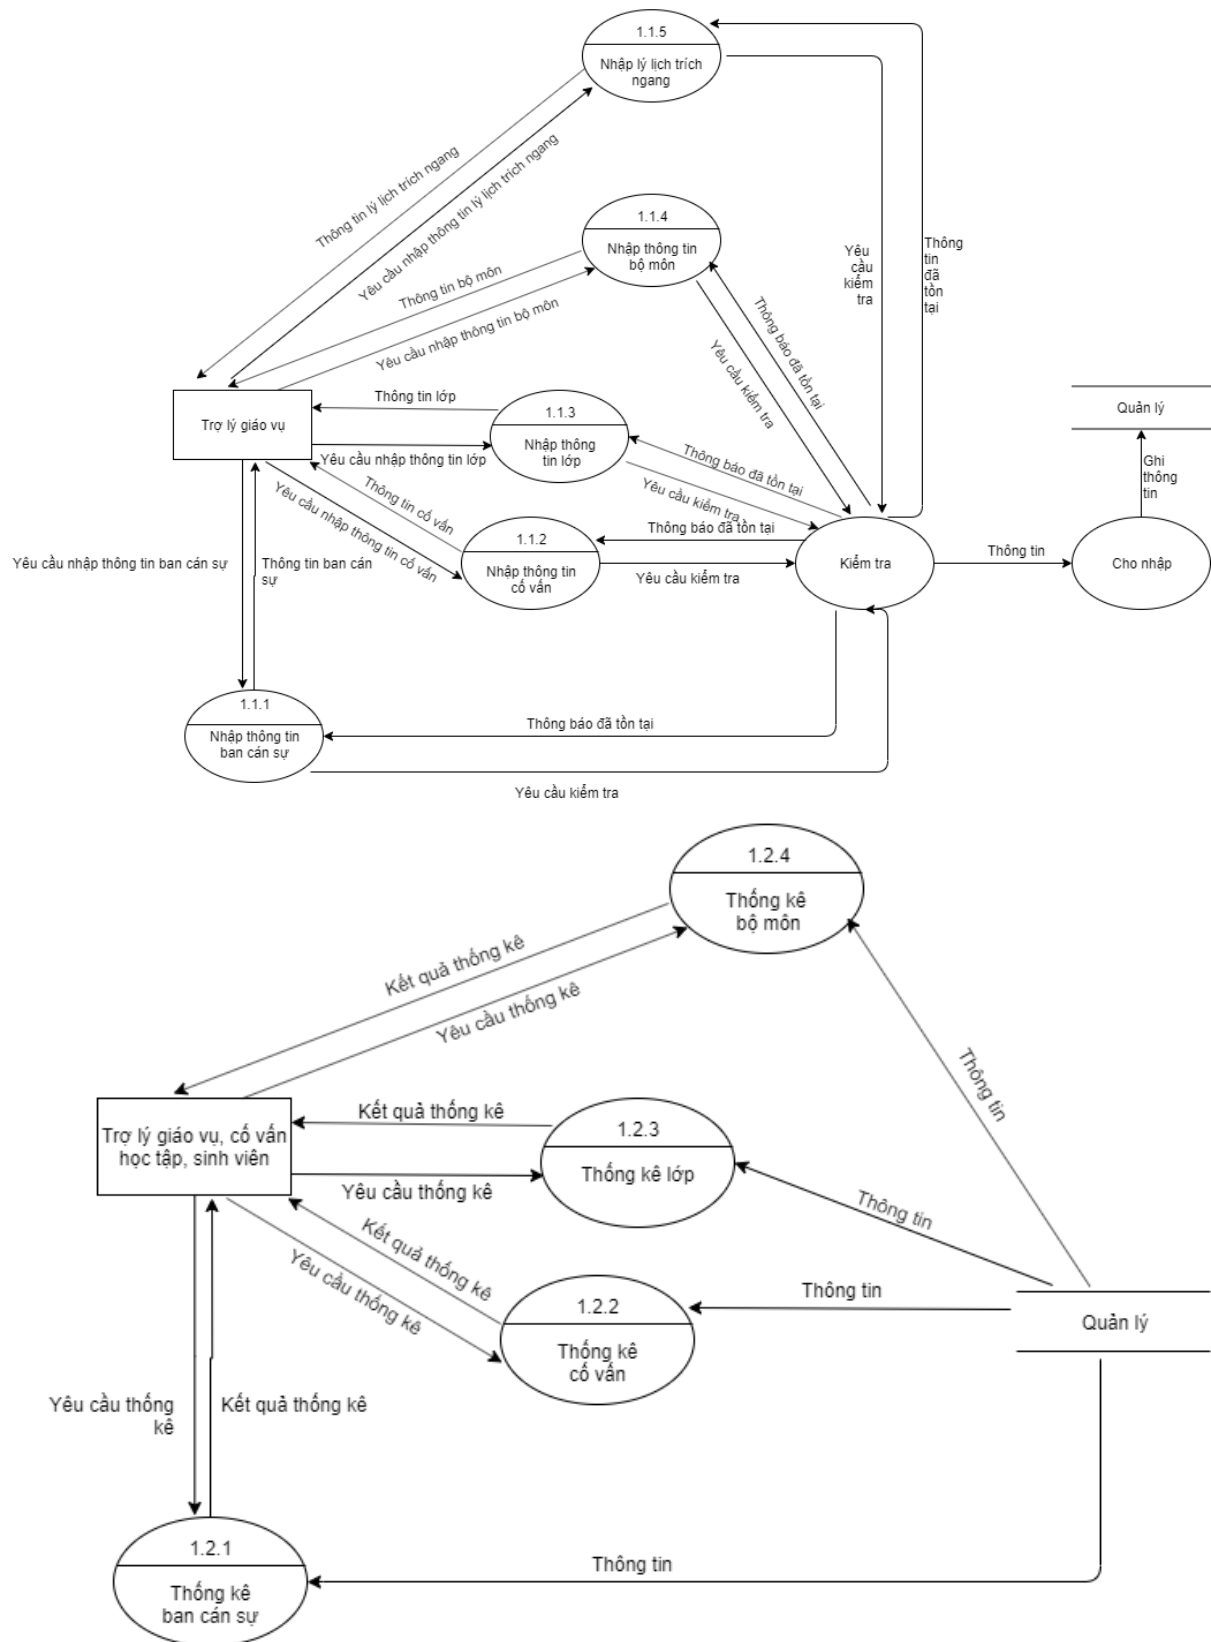 1.1.5
Nhập lý lịch trích
ngang
Thông tin lý lịch trích ngang
Yêu cầu nhập thông tin lý lịch trích ngang
1.1.4
Nhập thông tin
bộ môn
Thông tin bộ môn
Yêu cầu nhập thông tin bộ môn
Yêu
cầu
kiểm
tra
Thông
tin
đã
tồn
tại
Thông báo đã tồn tại
Yêu cầu kiểm tra
Trợ lý giáo vụ
Thông tin lớp
Yêu cầu nhập thông tin lớp
1.1.3
Nhập thông
tin lớp
Thông báo đã tồn tại
Yêu cầu kiểm tra
Quản lý
Ghi
thông
tin
Thông tin cố vấn
Yêu cầu nhập thông tin cố vấn
1.1.2
Nhập thông tin
cố vấn
Thông báo đã tồn tại
Yêu cầu kiểm tra
Kiểm tra
Thông tin
Cho nhập
Yêu cầu nhập thông tin ban cán sự
Thông tin ban cán
sự
1.1.1
Nhập thông tin
ban cán sự
Thông báo đã tồn tại
Yêu cầu kiểm tra
1.2.4
Thống kê
bộ môn
Kết quả thống kê
Yêu cầu thống kê
Thông tin
Trợ lý giáo vụ, cố vấn
học tập, sinh viên
Kết quả thống kê
Yêu cầu thống kê
1.2.3
Thống kê lớp
Thông tin
Kết quả thống kê
Yêu cầu thống kê
1.2.2
Thống kê
cố vấn
Thông tin
Quản lý
Yêu cầu thống
kê
Kết quả thống kê
1.2.1
Thống kê
ban cán sự
Thông tin